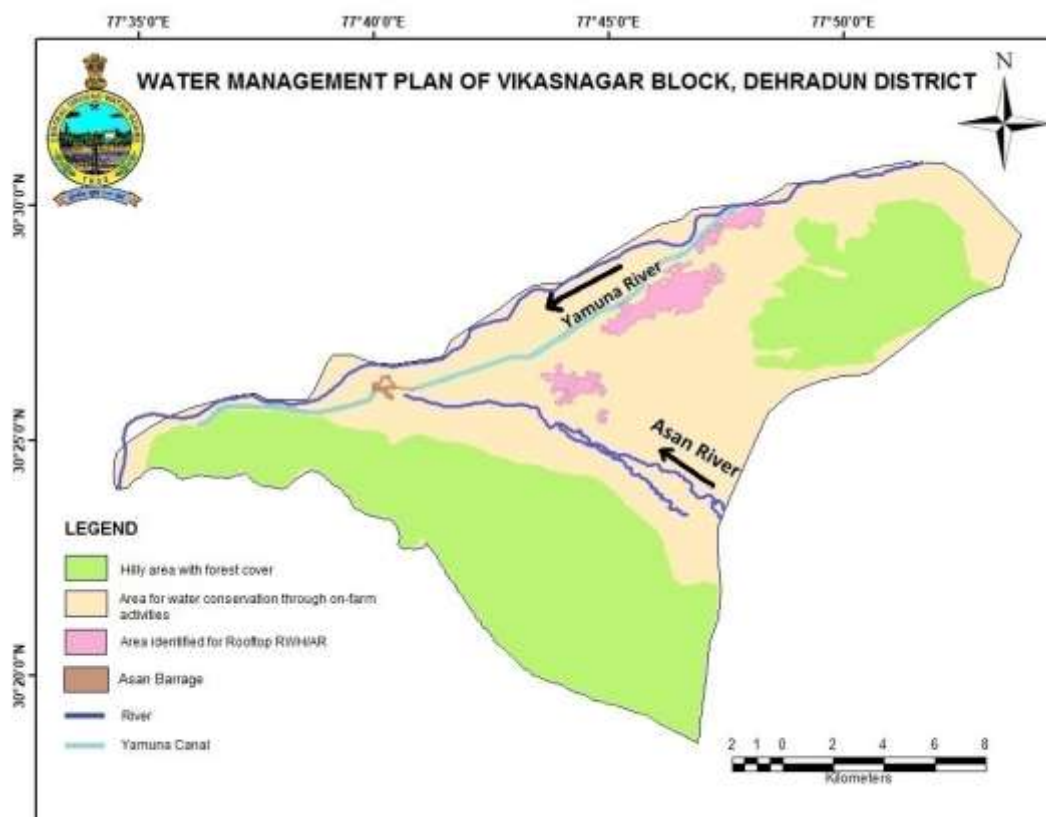 77°35'0"E 77°40'0"E 77°45'0"E 77°50'0"E
WATER MANAGEMENT PLAN OF VIKASNAGAR BLOCK, DEHRADUN DISTRICT
N
30°30'0"N
30°25'0"N
30°20'0"N
Yamuna River
Asan River
LEGEND
Hilly area with forest cover
Area for water conservation through on-farm
activities
Area identified for Rooftop RWH/AR
Asan Barrage
River
Yamuna Canal
2 1 0 2 4 6 8
Kilometers